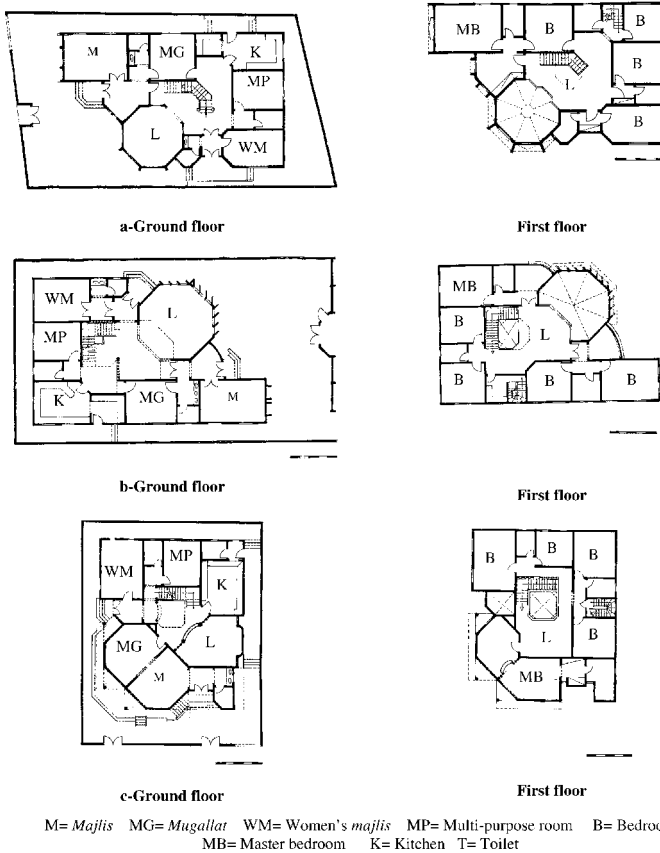 M MG K MP L WM
MB B B B L B
a-Ground floor First floor
WM L MP K MG M
MB B L B B B
b-Ground floor First floor
WM MP K MG L M
B B B L B MB
c-Ground floor First floor
M= Majlis MG= Mugallat WM= Women's majlis MP= Multi-purpose room B= Bedroo
MB= Master bedroom K= Kitchen T= Toilet